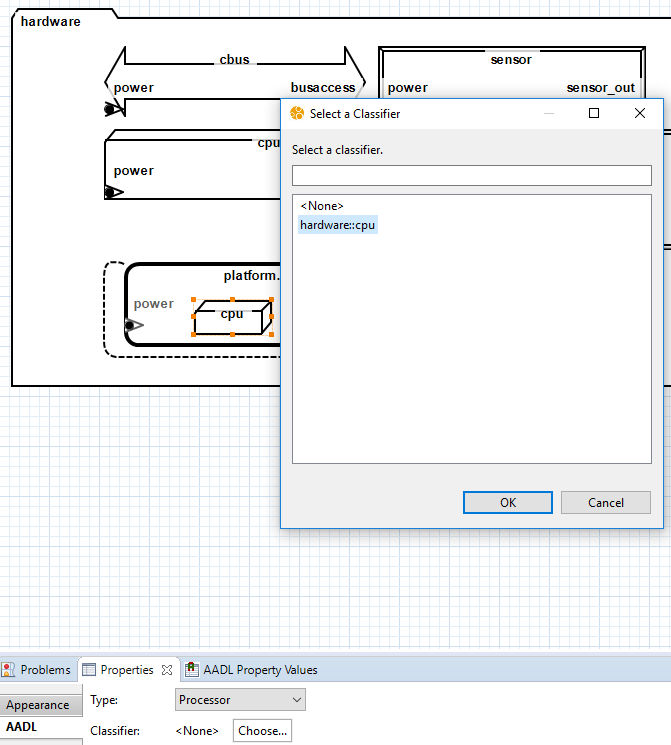 hardware
cbus
sensor
power
busaccess
power
sensor_out
cpu
power
platform.
power
cpu
Select a Classifier
Select a classifier.
<None>
hardware::cpu
OK
Cancel
Problems
Properties
AADL Property Values
Appearance
Type:
Processor
AADL
Classifier:
<None>
Choose...